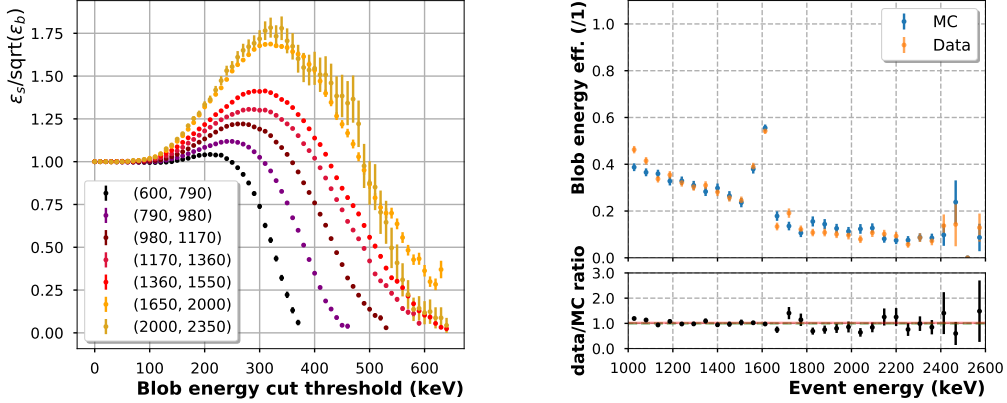 εs/sqrt(εb)
1.75
1.50
1.25
1.00
0.75
0.50
0.25
0.00
(600, 790)
(790, 980)
(980, 1170)
(1170, 1360)
(1360, 1550)
(1650, 2000)
(2000, 2350)
0 100 200 300 400 500 600
Blob energy cut threshold (keV)
Blob energy eff. (/1)
1.0
0.8
0.6
0.4
0.2
0.0
MC
Data
data/MC ratio
3.0
2.0
1.0
0.0
1000 1200 1400 1600 1800 2000 2200 2400 2600
Event energy (keV)